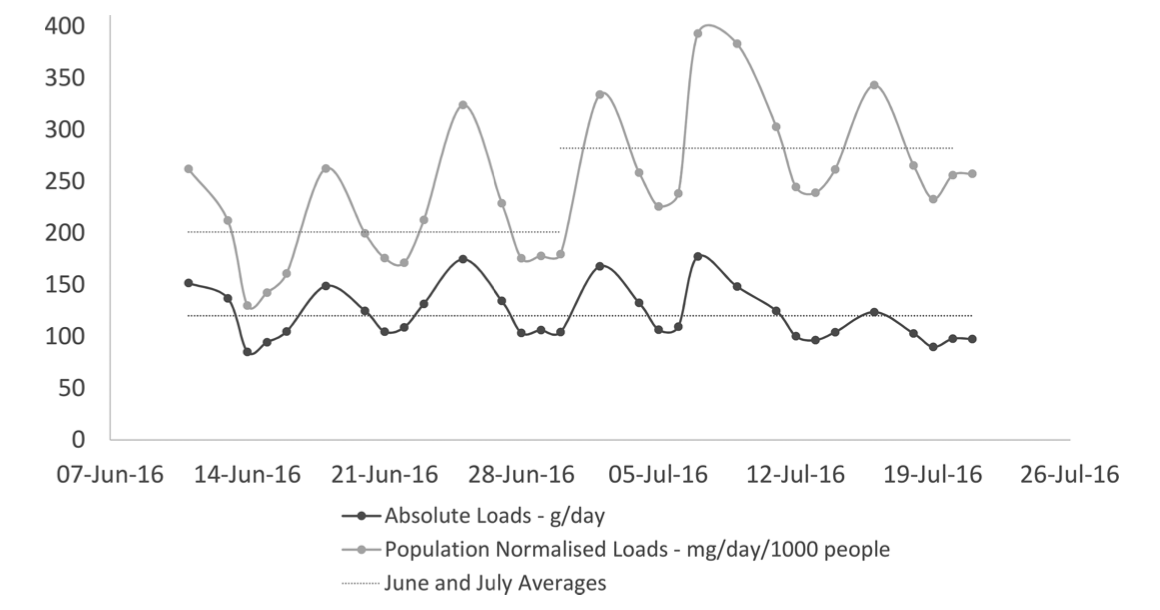 400
350
300
250
200
150
100
50
0
07-Jun-16 14-Jun-16 21-Jun-16 28-Jun-16 05-Jul-16 12-Jul-16 19-Jul-16 26-Jul-16
Absolute Loads - g/day
Population Normalised Loads - mg/day/1000 people
June and July Averages